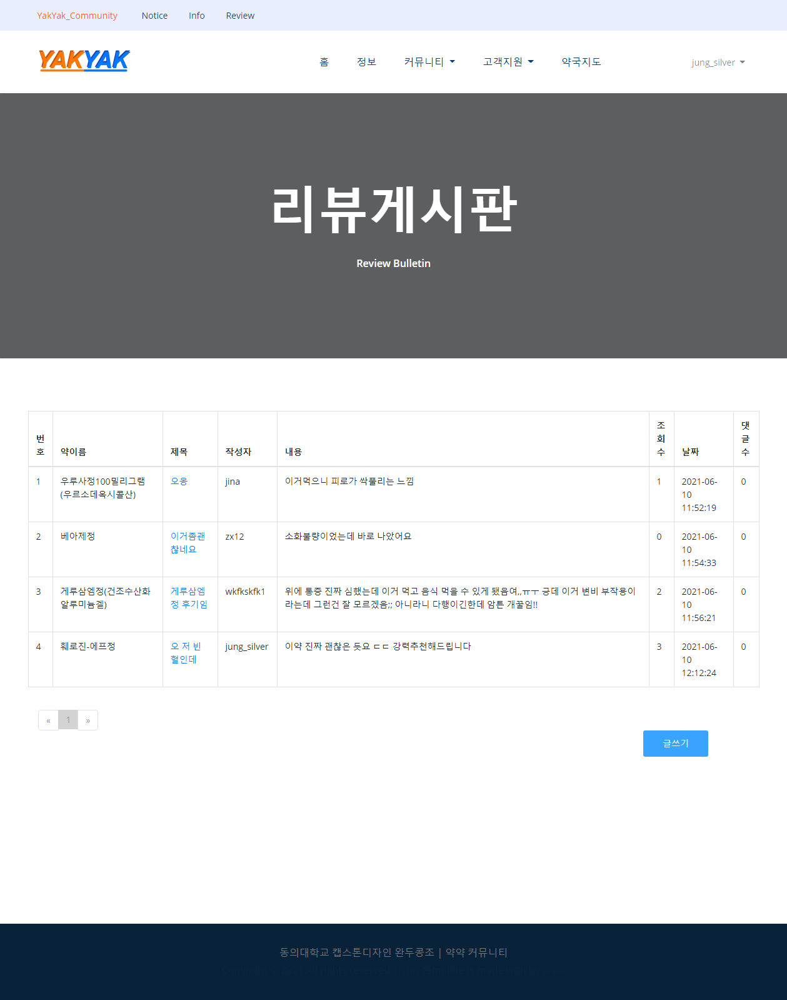 YakYak_Community Notice Info Review
YAKYAK
홈 정보 커뮤니티 고객지원 약국지도 jung_silver
리뷰게시판
Review Bulletin
번호 약이름 제목 작성자 내용 조회수 날짜 댓글수
1 우루사정100밀리그램 오옹 jina 이거먹으니 피로가 싹풀리는 느낌 1 2021-06- 0
(우르소데옥시콜산) 10
11:52:19
2 베아제정 이거좀괜 zx12 소화불량이었는데 바로 나았어요 0 2021-06- 0
찮네요 10
11:54:33
3 게루삼엠정(건조수산화 게루삼엠 wkfkskfk1 위에 통증 진짜 심했는데 이거 먹고 음식 먹을 수 있게 됐음여,,ㅠㅜ 긍데 이거 변비 부작용이 2 2021-06- 0
알루미늄겔) 정 후기임 라는데 그런건 잘 모르겠음;; 아니라니 다행이긴한데 암튼 개꿀임!! 10
11:56:21
4 훼로진-에프정 오 저 빈 jung_silver 이약 진짜 괜찮은 듯요 ㄷㄷ 강력추천해드립니다 3 2021-06- 0
혈인데 10
12:12:24
« 1 »
글쓰기
동의대학교 캡스톤디자인 완두콩조 | 약약 커뮤니티